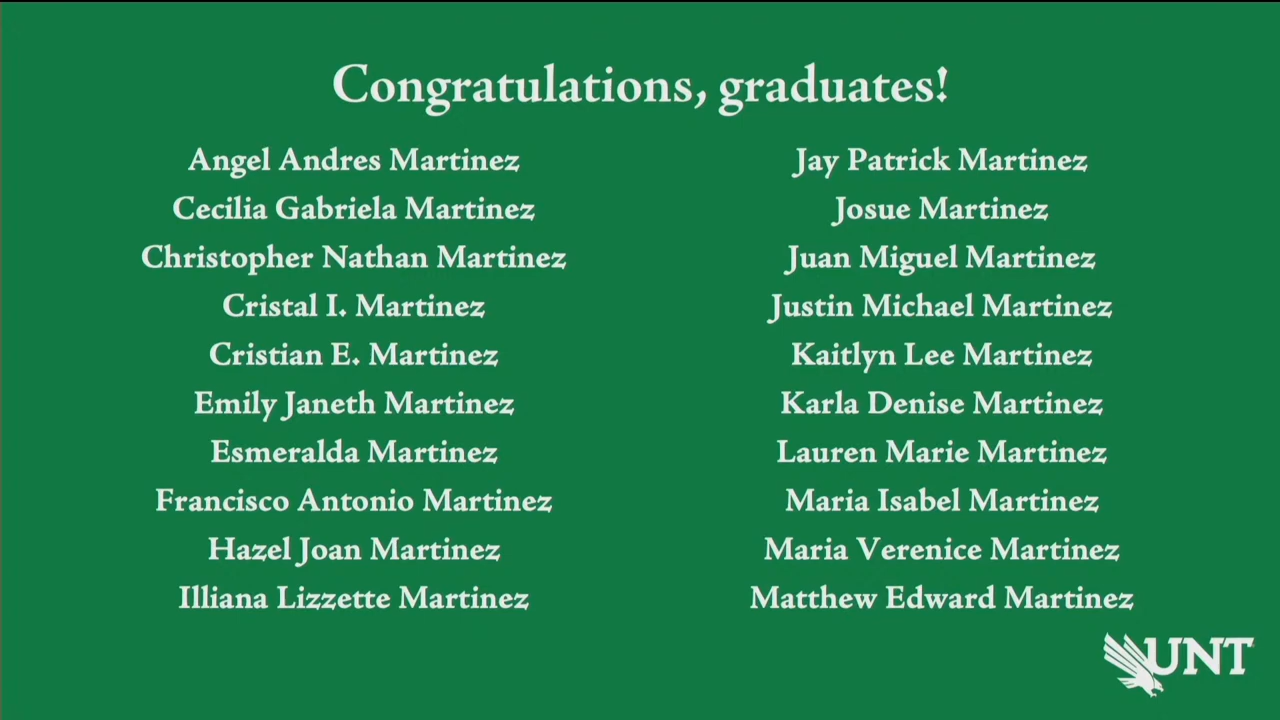 Congratulations, graduates!
Angel Andres Martinez
Cecilia Gabriela Martinez
Christopher Nathan Martinez
Cristal I. Martinez
Cristian E. Martinez
Emily Janeth Martinez
Esmeralda Martinez
Francisco Antonio Martinez
Hazel Joan Martinez
Illiana Lizzette Martinez
Jay Patrick Martinez
Josue Martinez
Juan Miguel Martinez
Justin Michael Martinez
Kaitlyn Lee Martinez
Karla Denise Martinez
Lauren Marie Martinez
Maria Isabel Martinez
Maria Verenice Martinez
Matthew Edward Martinez
UNT